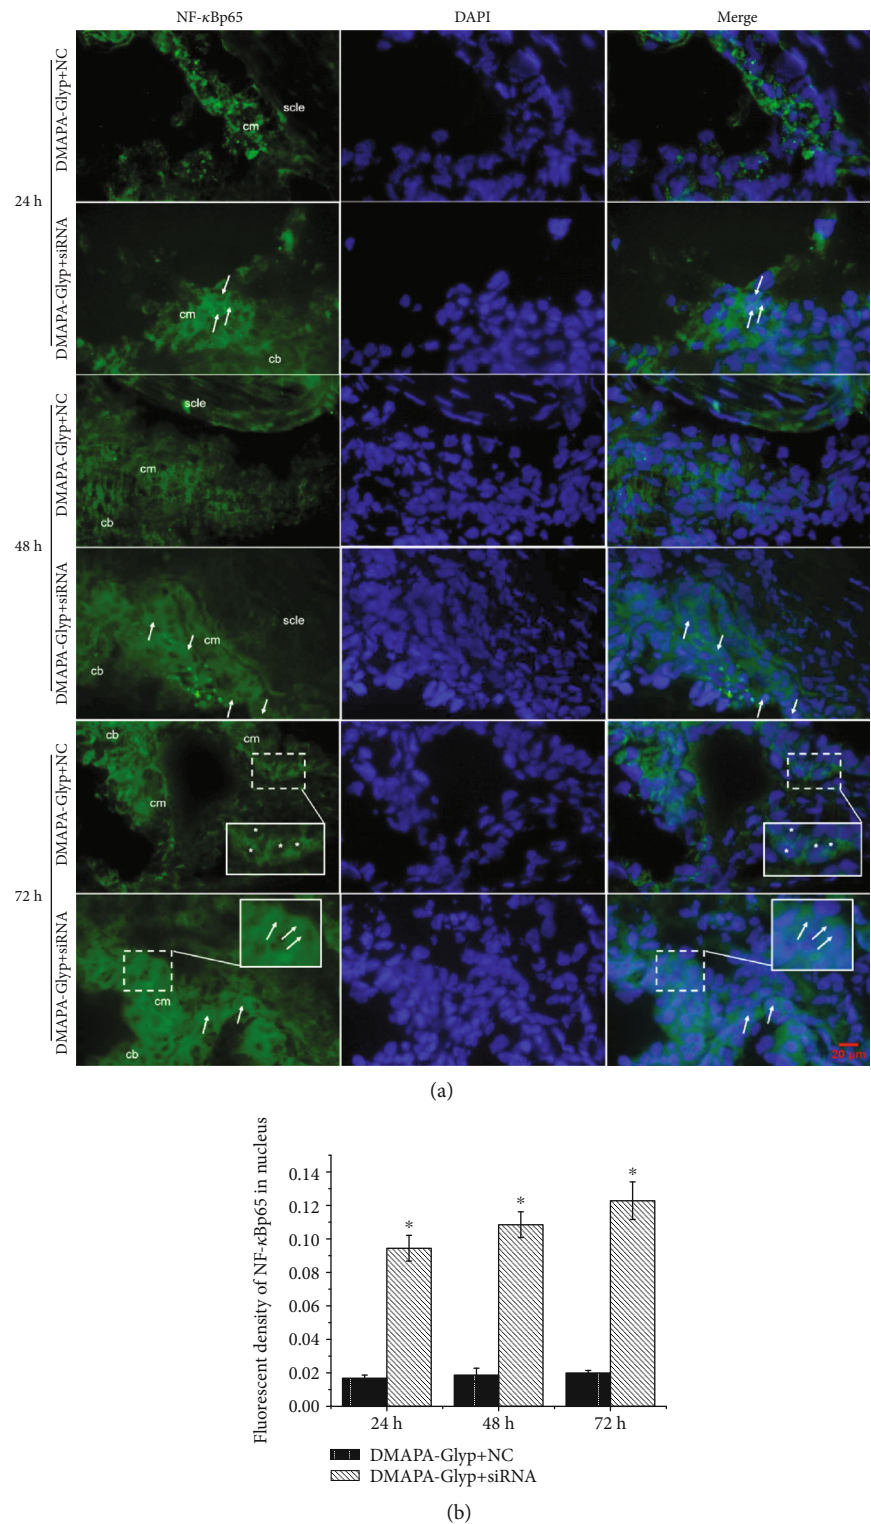 NF-κBp65 DAPI Merge
24 h
DMAPA-Glyp+NC
scle
cm
DMAPA-Glyp+siRNA
cm
cb
48 h
DMAPA-Glyp+NC
scle
cm
cb
DMAPA-Glyp+siRNA
scle
cm
cb
72 h
DMAPA-Glyp+NC
cb
cm
cm
* * * *
* * * *
DMAPA-Glyp+siRNA
cm
cb
20 μm
(a)
Fluorescent density of NF-κBp65 in nucleus
0.14
0.12
0.10
0.08
0.06
0.04
0.02
0.00
* * *
24 h 48 h 72 h
DMAPA-Glyp+NC
DMAPA-Glyp+siRNA
(b)